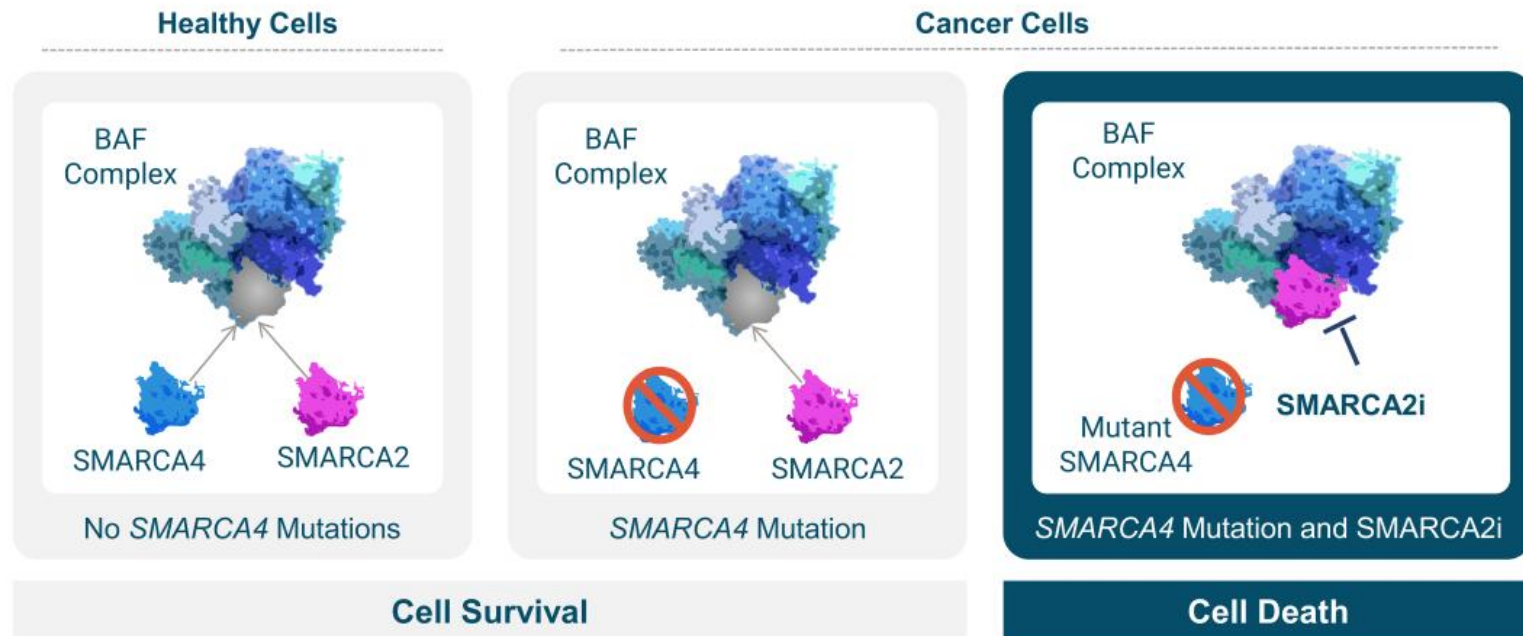 Healthy Cells
Cancer Cells
BAF
Complex
SMARCA4
SMARCA2
No SMARCA4 Mutations
BAF
Complex
SMARCA4
SMARCA2
SMARCA4 Mutation
BAF
Complex
Mutant
SMARCA4
SMARCA2i
SMARCA4 Mutation and SMARCA2i
Cell Survival
Cell Death